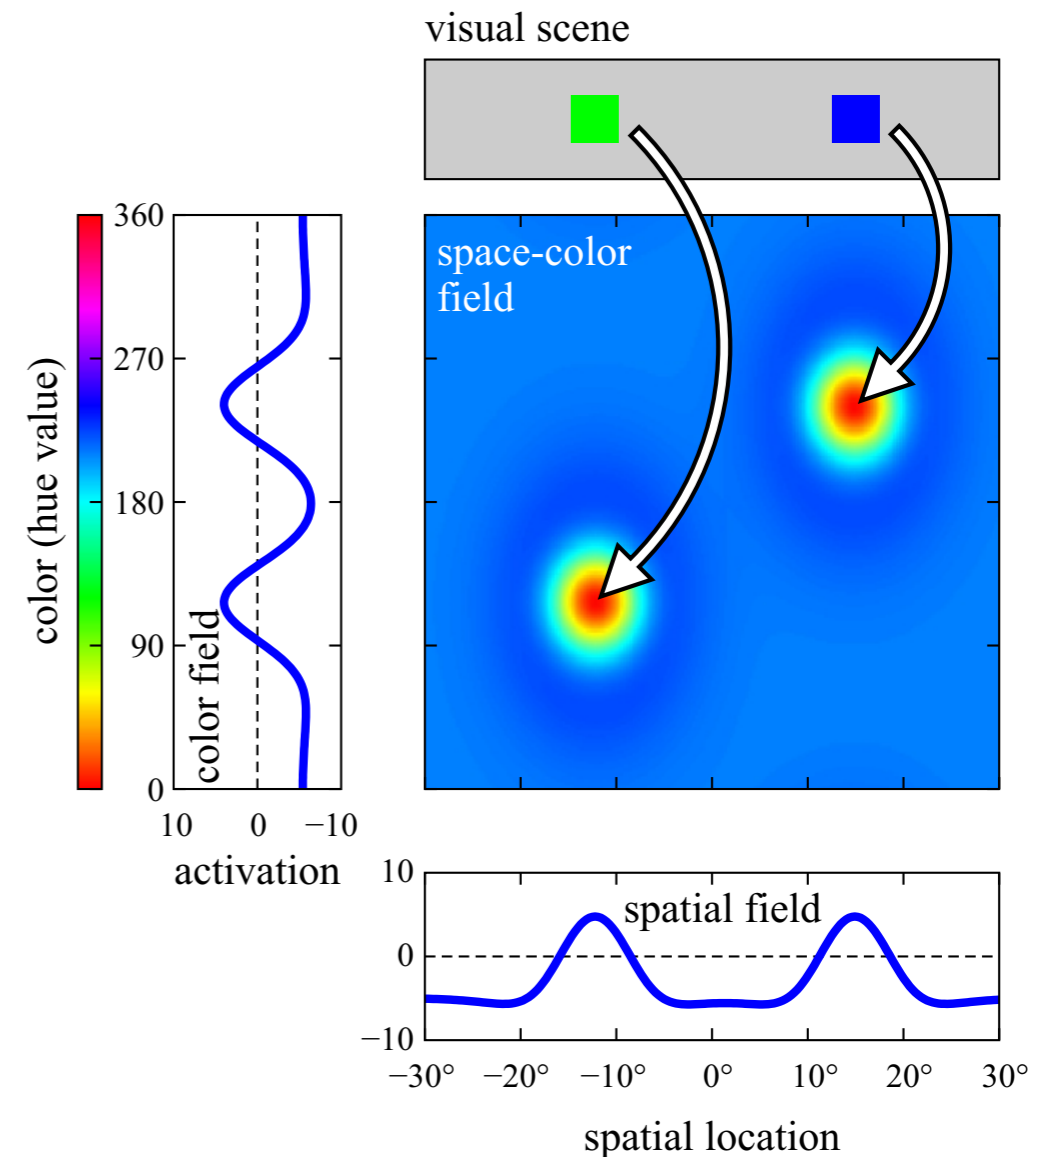 visual scene
space-color
field
360
270
180
90
0
color (hue value)
color field
10 0 −10
activation
spatial field
10
0
−10
−30° −20° −10° 0° 10° 20° 30°
spatial location